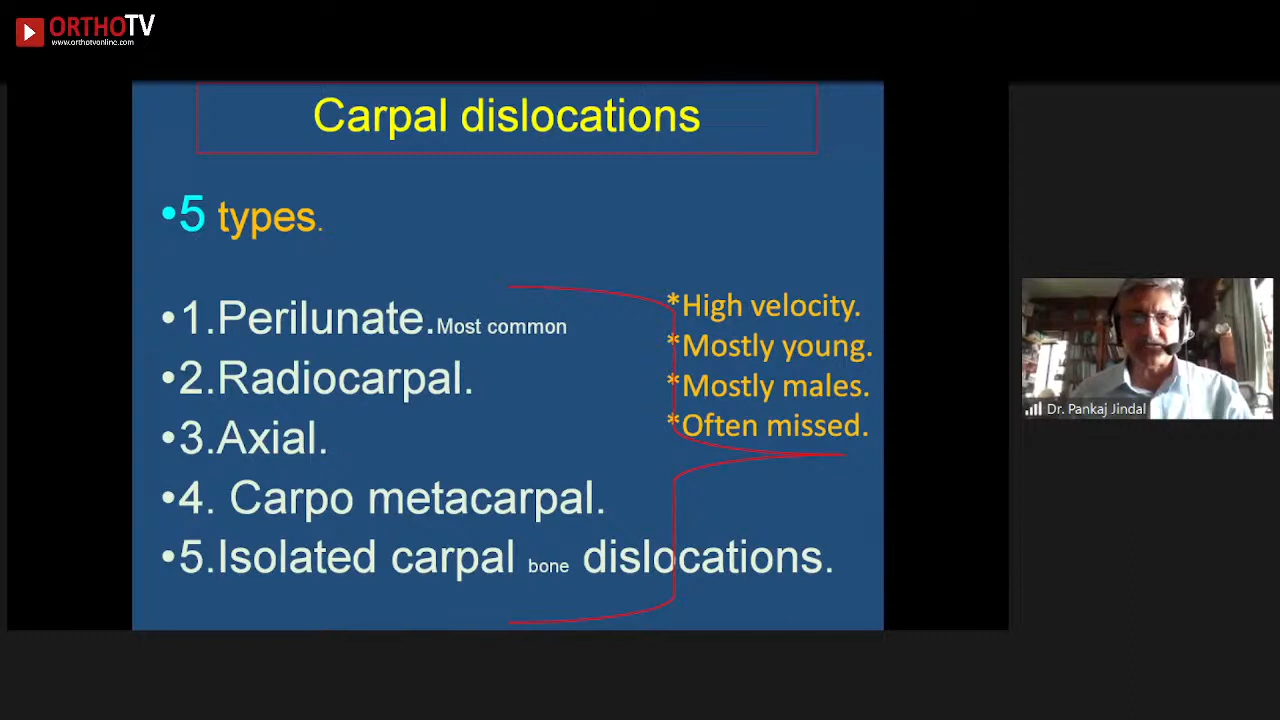 ORTHOTV
www.orthotvonline.com
Carpal dislocations
•5 types.
•1.Perilunate.Most common
•2.Radiocarpal.
•3.Axial.
•4. Carpo metacarpal.
•5.Isolated carpal bone dislocations.
*High velocity.
*Mostly young.
*Mostly males.
*Often missed.
Dr. Pankaj Jindal